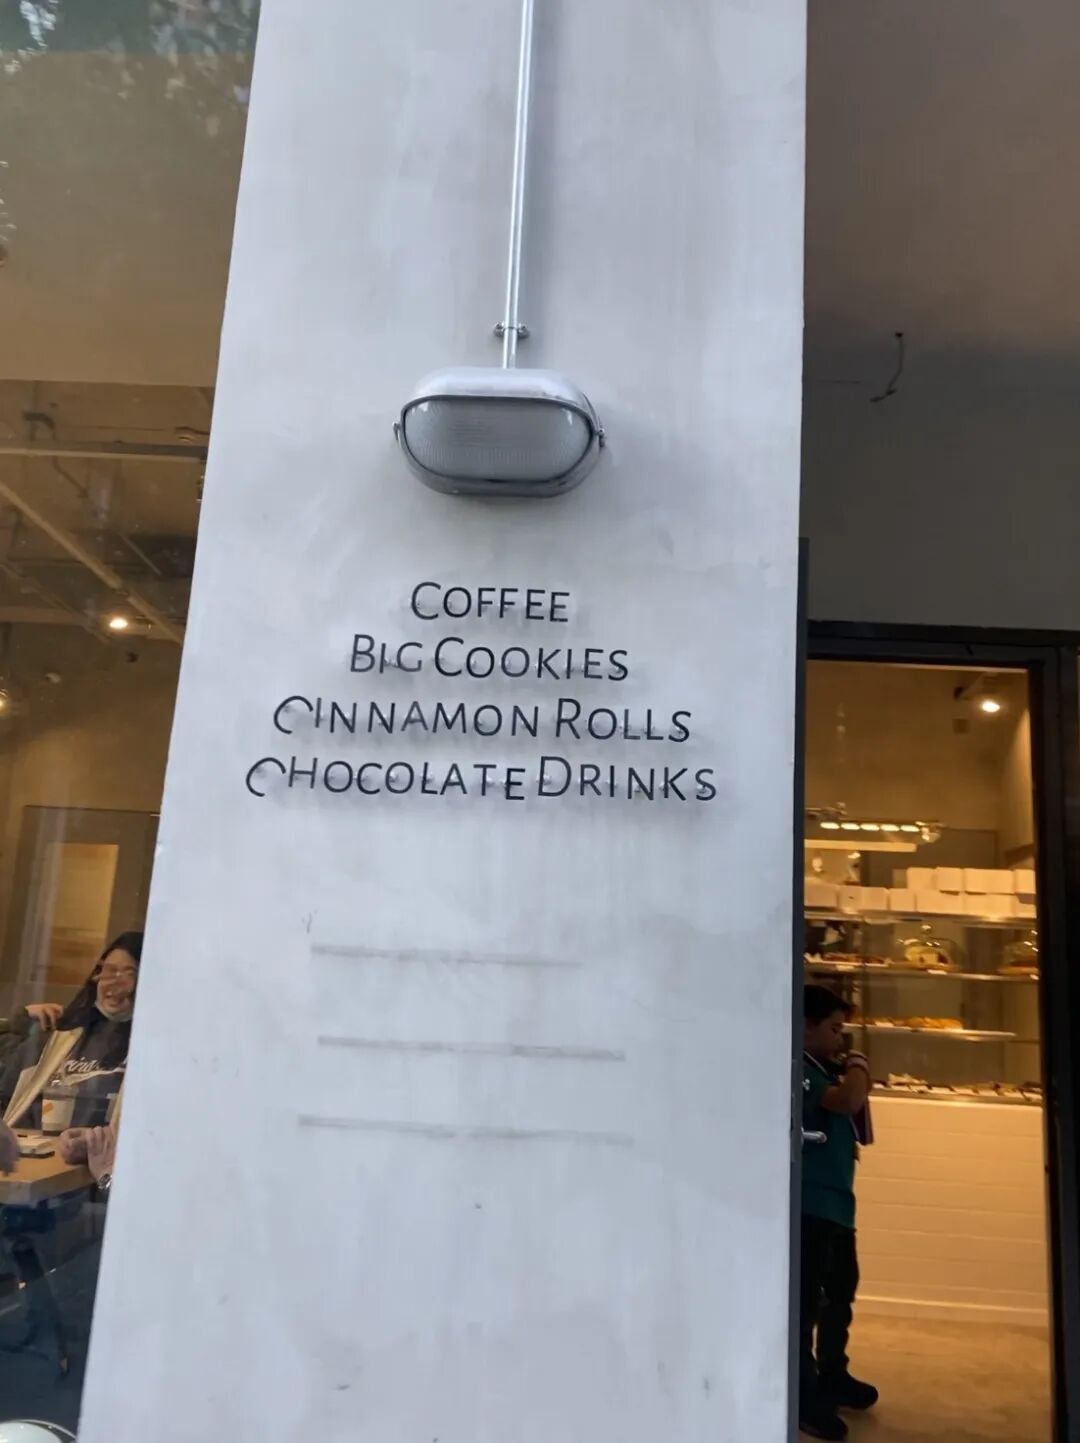 COFFEE
BIG COOKIES
CINNAMON ROLLS
CHOCOLATE DRINKS